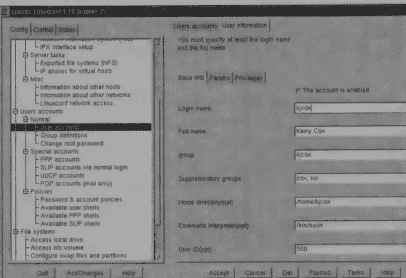 Config Control Status
IPX interface setup
Server tasks
Exported file systems (NFS)
IP aliases for virtual hosts
Misc
Information about other hosts
Information about other networks
Linuxconf network access
Users accounts
Normal
User accounts
Group definitions
Change root password
Special accounts
PPP accounts
SLIP accounts via normal login
UUCP accounts
POP accounts (mail only)
Policies
Password & account policies
Available user shells
Available PPP shells
Available SLIP shells
File systems
Access local drive
Access nfs volume
Configure swap files and partitions
Quit Act/Changes Help
Users accounts User information
You must specify at least the login name
and the full name
Base info Params Privileges
The account is enabled
Login name kjcox
Full name Cox
group kjcox
Supplementary groups cox,
Home directory(opt) /home/kjcox
Command interpreter(opt) /bin/bash
User ID(opt) 500
Accept Cancel Del Passwd Tasks Help